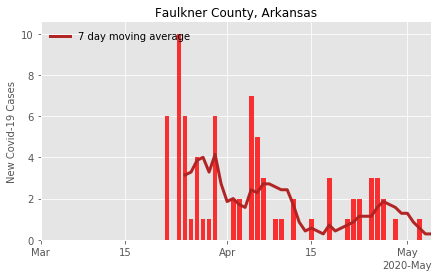 Faulkner County, Arkansas
7 day moving average
New Covid-19 Cases
10
8
6
4
2
0
Mar
15
Apr
15
May
2020-May